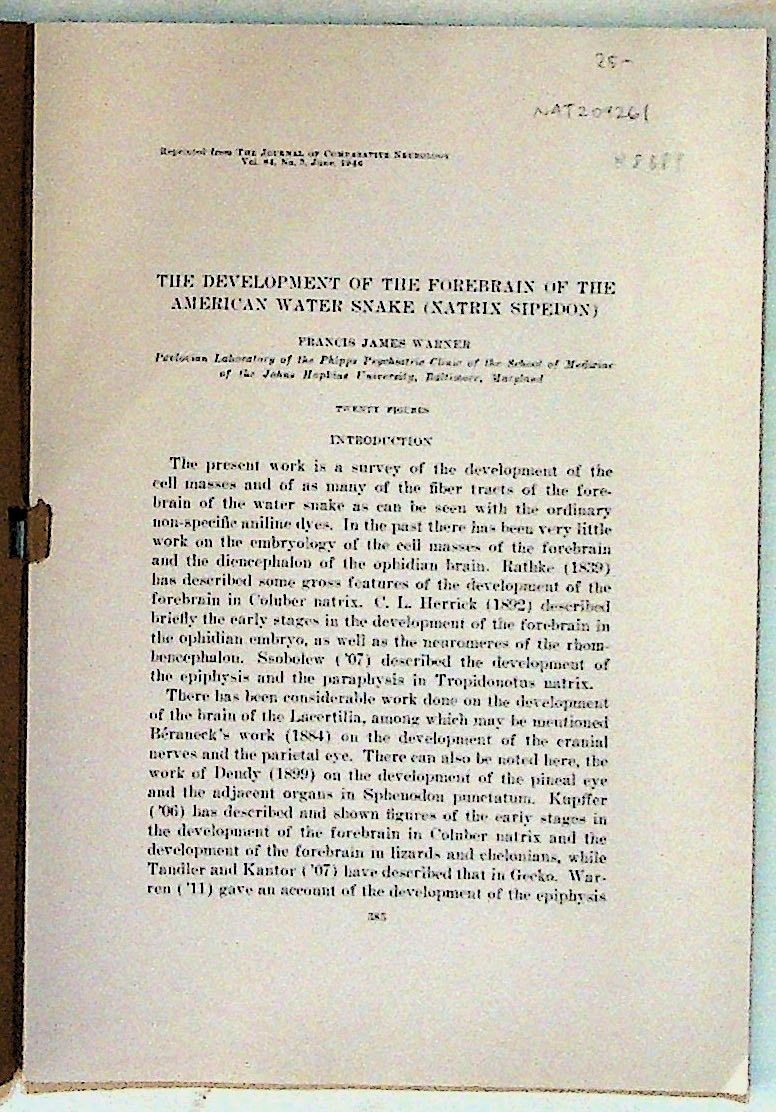 25-
NAT209261
Reprinted from THE JOURNAL OF COMPARATIVE NEUROLOGY
Vol. 84, No. 3, June, 1946
THE DEVELOPMENT OF THE FOREBRAIN OF THE
AMERICAN WATER SNAKE (NATRIX SIPEDON)
FRANCIS JAMES WARNER
Pavlovian Laboratory of the Phipps Psychiatric Clinic of the School of Medicine
of the Johns Hopkins University, Baltimore, Maryland
TWENTY FIGURES
INTRODUCTION
The present work is a survey of the development of the
cell masses and of as many of the fiber tracts of the fore-
brain of the water snake as can be seen with the ordinary
non-specific aniline dyes. In the past there has been very little
work on the embryology of the cell masses of the forebrain
and the diencephalon of the ophidian brain. Rathke (1839)
has described some gross features of the development of the
forebrain in Coluber natrix. C. L. Herrick (1892) described
briefly the early stages in the development of the forebrain in
the ophidian embryo, as well as the neuromeres of the rhom-
bencephalon. Ssobolew ('07) described the development of
the epiphysis and the paraphysis in Tropidonotus natrix.
There has been considerable work done on the development
of the brain of the Lacertilia, among which may be mentioned
Béraneck's work (1884) on the development of the cranial
nerves and the parietal eye. There can also be noted here, the
work of Dendy (1899) on the development of the pineal eye
and the adjacent organs in Sphenodon punctatum. Kupffer
('06) has described and shown figures of the early stages in
the development of the forebrain in Coluber natrix and the
development of the forebrain in lizards and chelonians, while
Tandler and Kantor ('07) have described that in Gecko. War-
ren ('11) gave an account of the development of the epiphysis
385